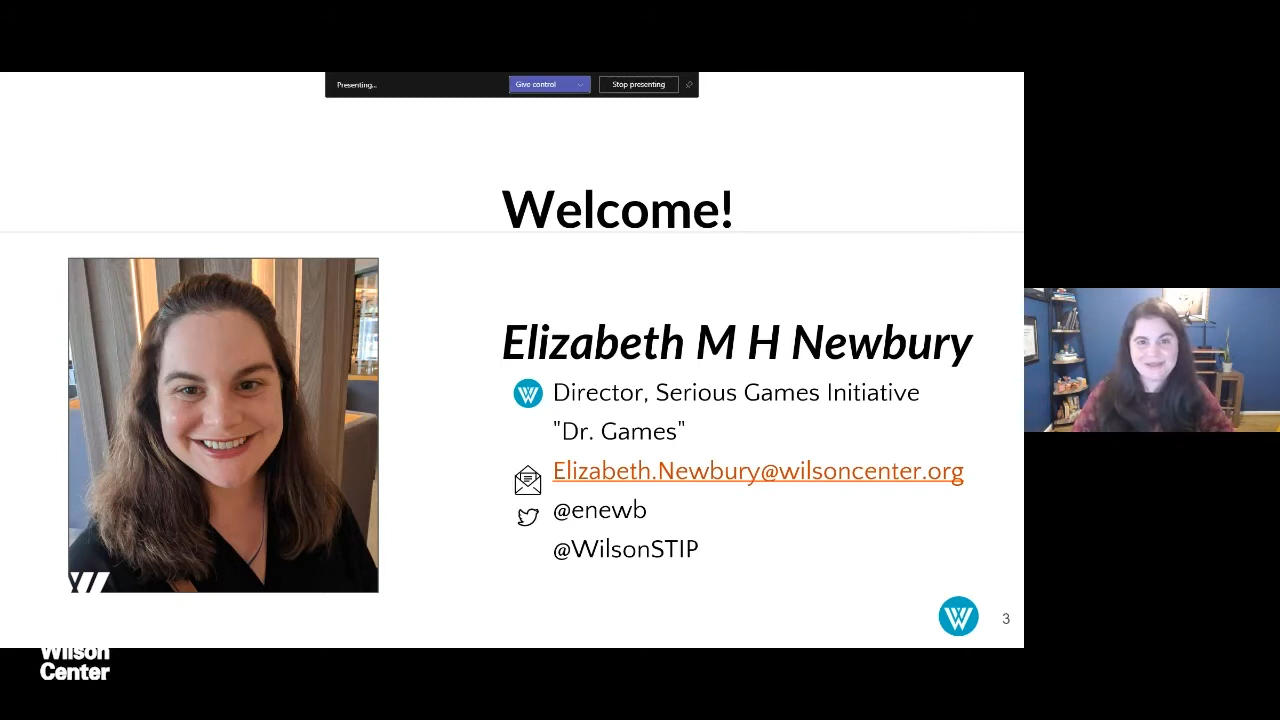 Presenting...
Give control
Stop presenting
Welcome!
Elizabeth M H Newbury
Director, Serious Games Initiative
"Dr. Games"
Elizabeth.Newbury@wilsoncenter.org
@enewb
@WilsonSTIP
3
Wilson
Center